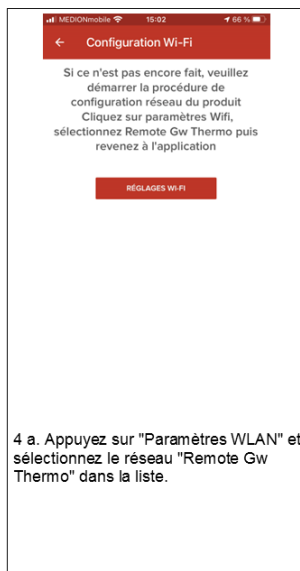 MEDIONmobile 15:02 66 %
← Configuration Wi-Fi
Si ce n'est pas encore fait, veuillez
démarrer la procédure de
configuration réseau du produit
Cliquez sur paramètres Wifi,
sélectionnez Remote Gw Thermo puis
revenez à l'application
RÉGLAGES WI-FI
4 a. Appuyez sur "Paramètres WLAN" et
sélectionnez le réseau "Remote Gw
Thermo" dans la liste.